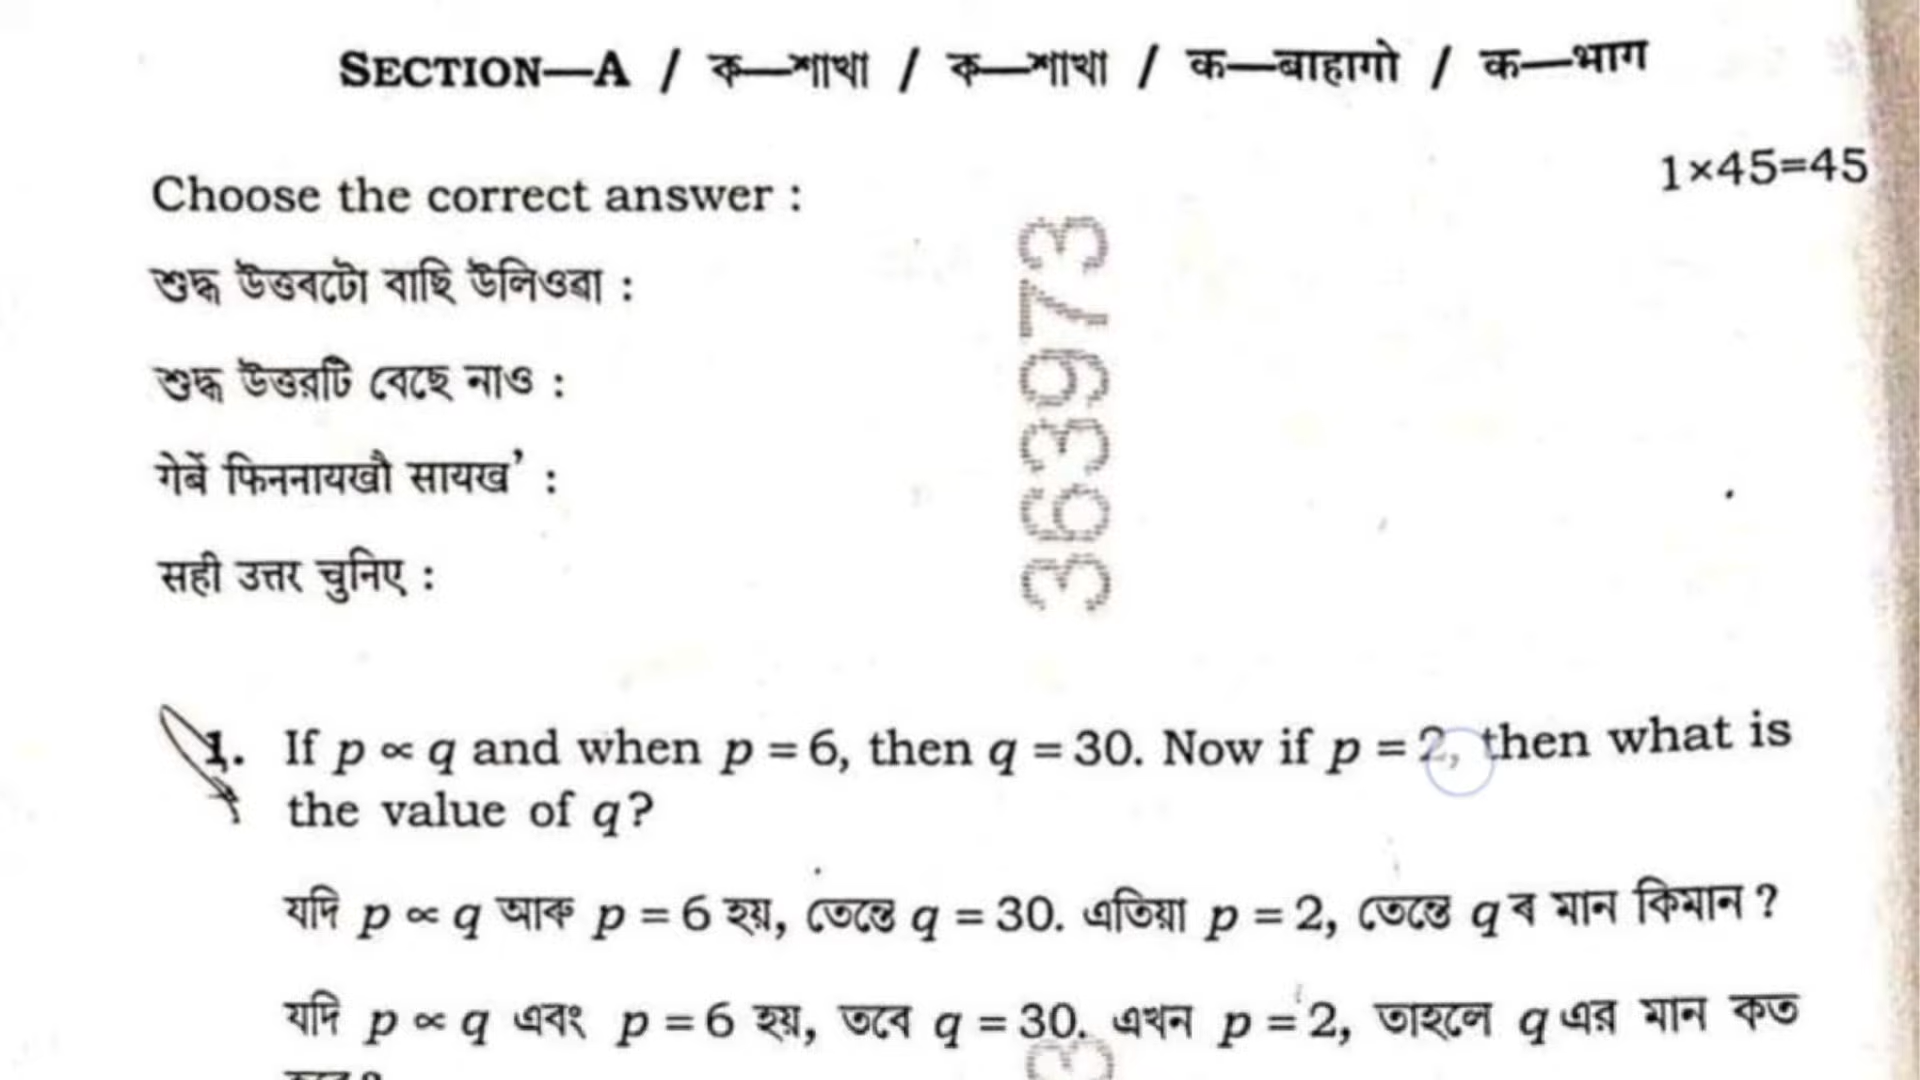 SECTION—A / ক—শাখা / ক—শাখা / क—बाहागो / क—भाग
1×45=45
Choose the correct answer :
শুদ্ধ উত্তৰটো বাছি উলিওৱা :
শুদ্ধ উত্তরটি বেছে নাও :
गेबें फिननायखौ सायख’ :
सही उत्तर चुनिए :
3639973
1. If p ∝ q and when p = 6, then q = 30. Now if p = 2, then what is
the value of q?
যদি p ∝ q আৰু p = 6 হয়, তেন্তে q = 30. এতিয়া p = 2, তেন্তে q ৰ মান কিমান ?
যদি p ∝ q এবং p = 6 হয়, তবে q = 30. এখন p = 2, তাহলে q এর মান কত